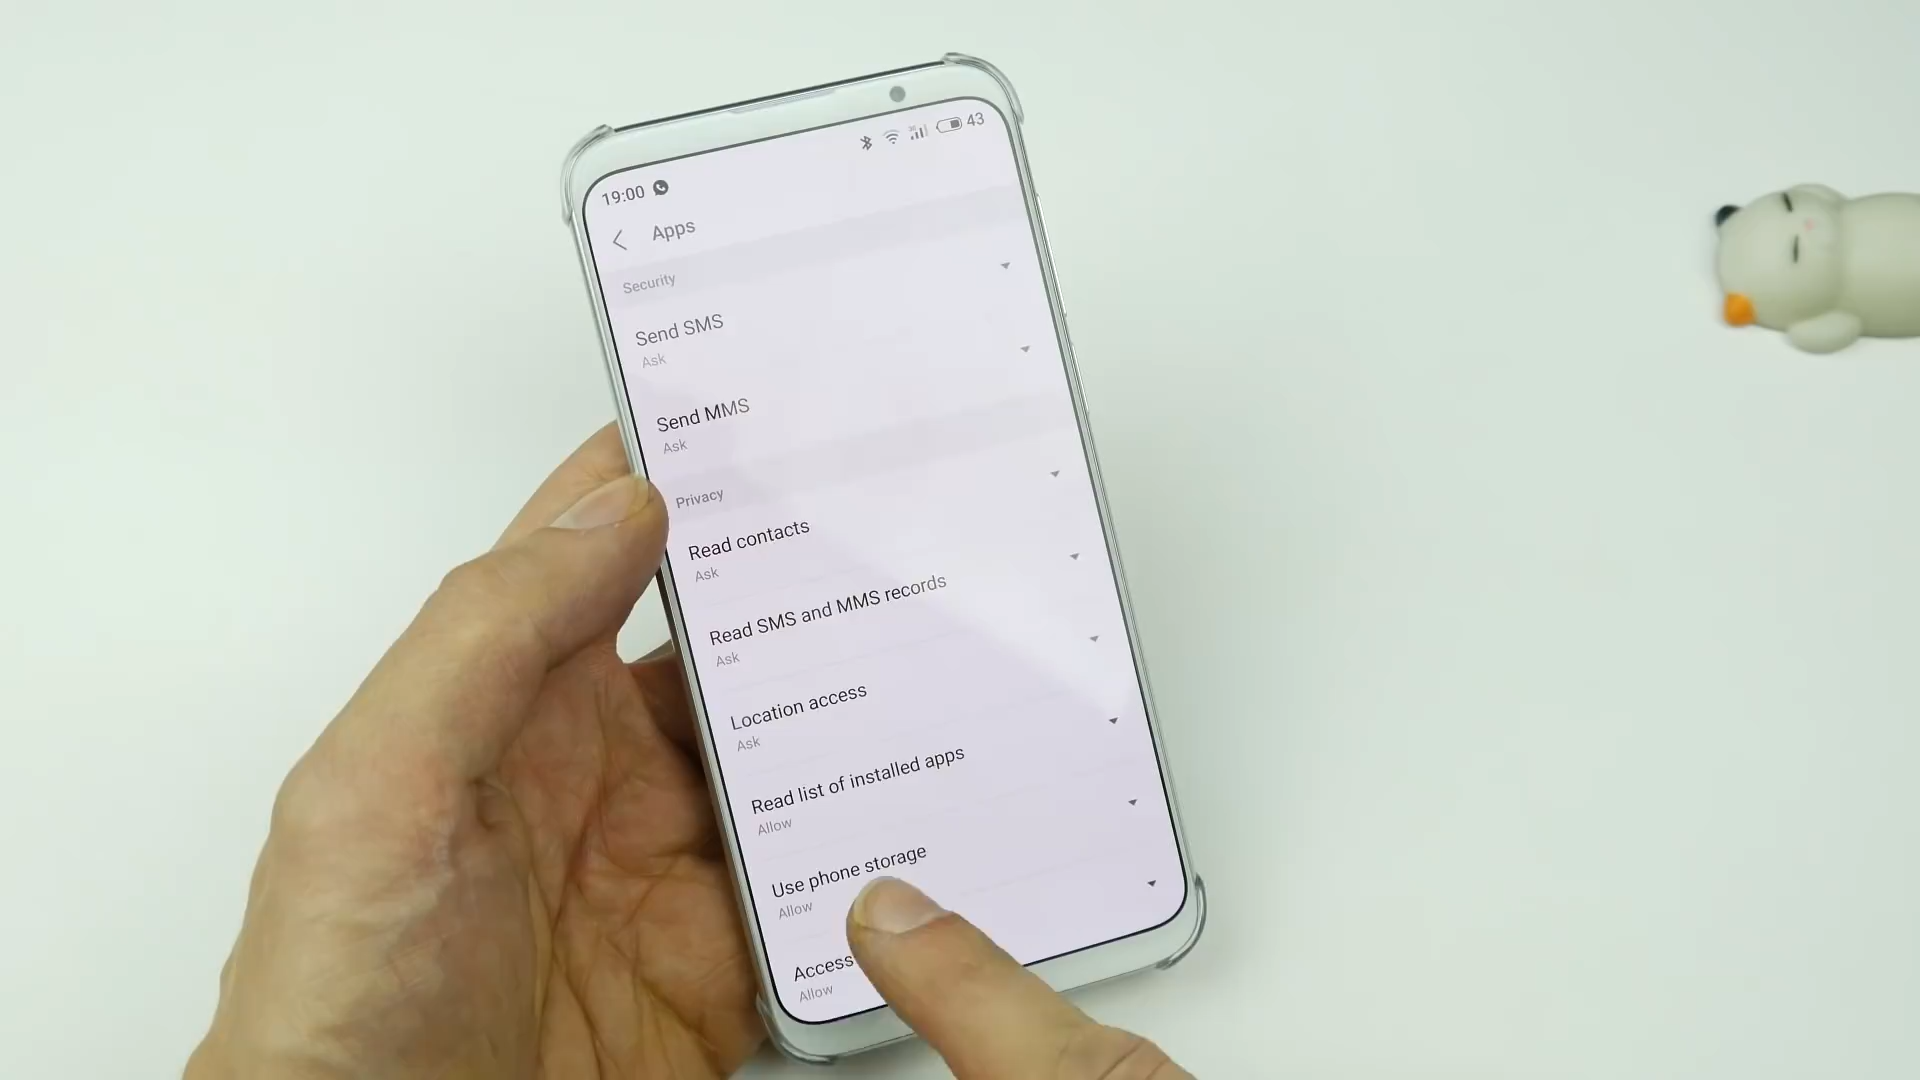 19:00
43
Apps
Security
Send SMS
Ask
Send MMS
Ask
Privacy
Read contacts
Ask
Read SMS and MMS records
Ask
Location access
Ask
Read list of installed apps
Allow
Use phone storage
Allow
Access
Allow